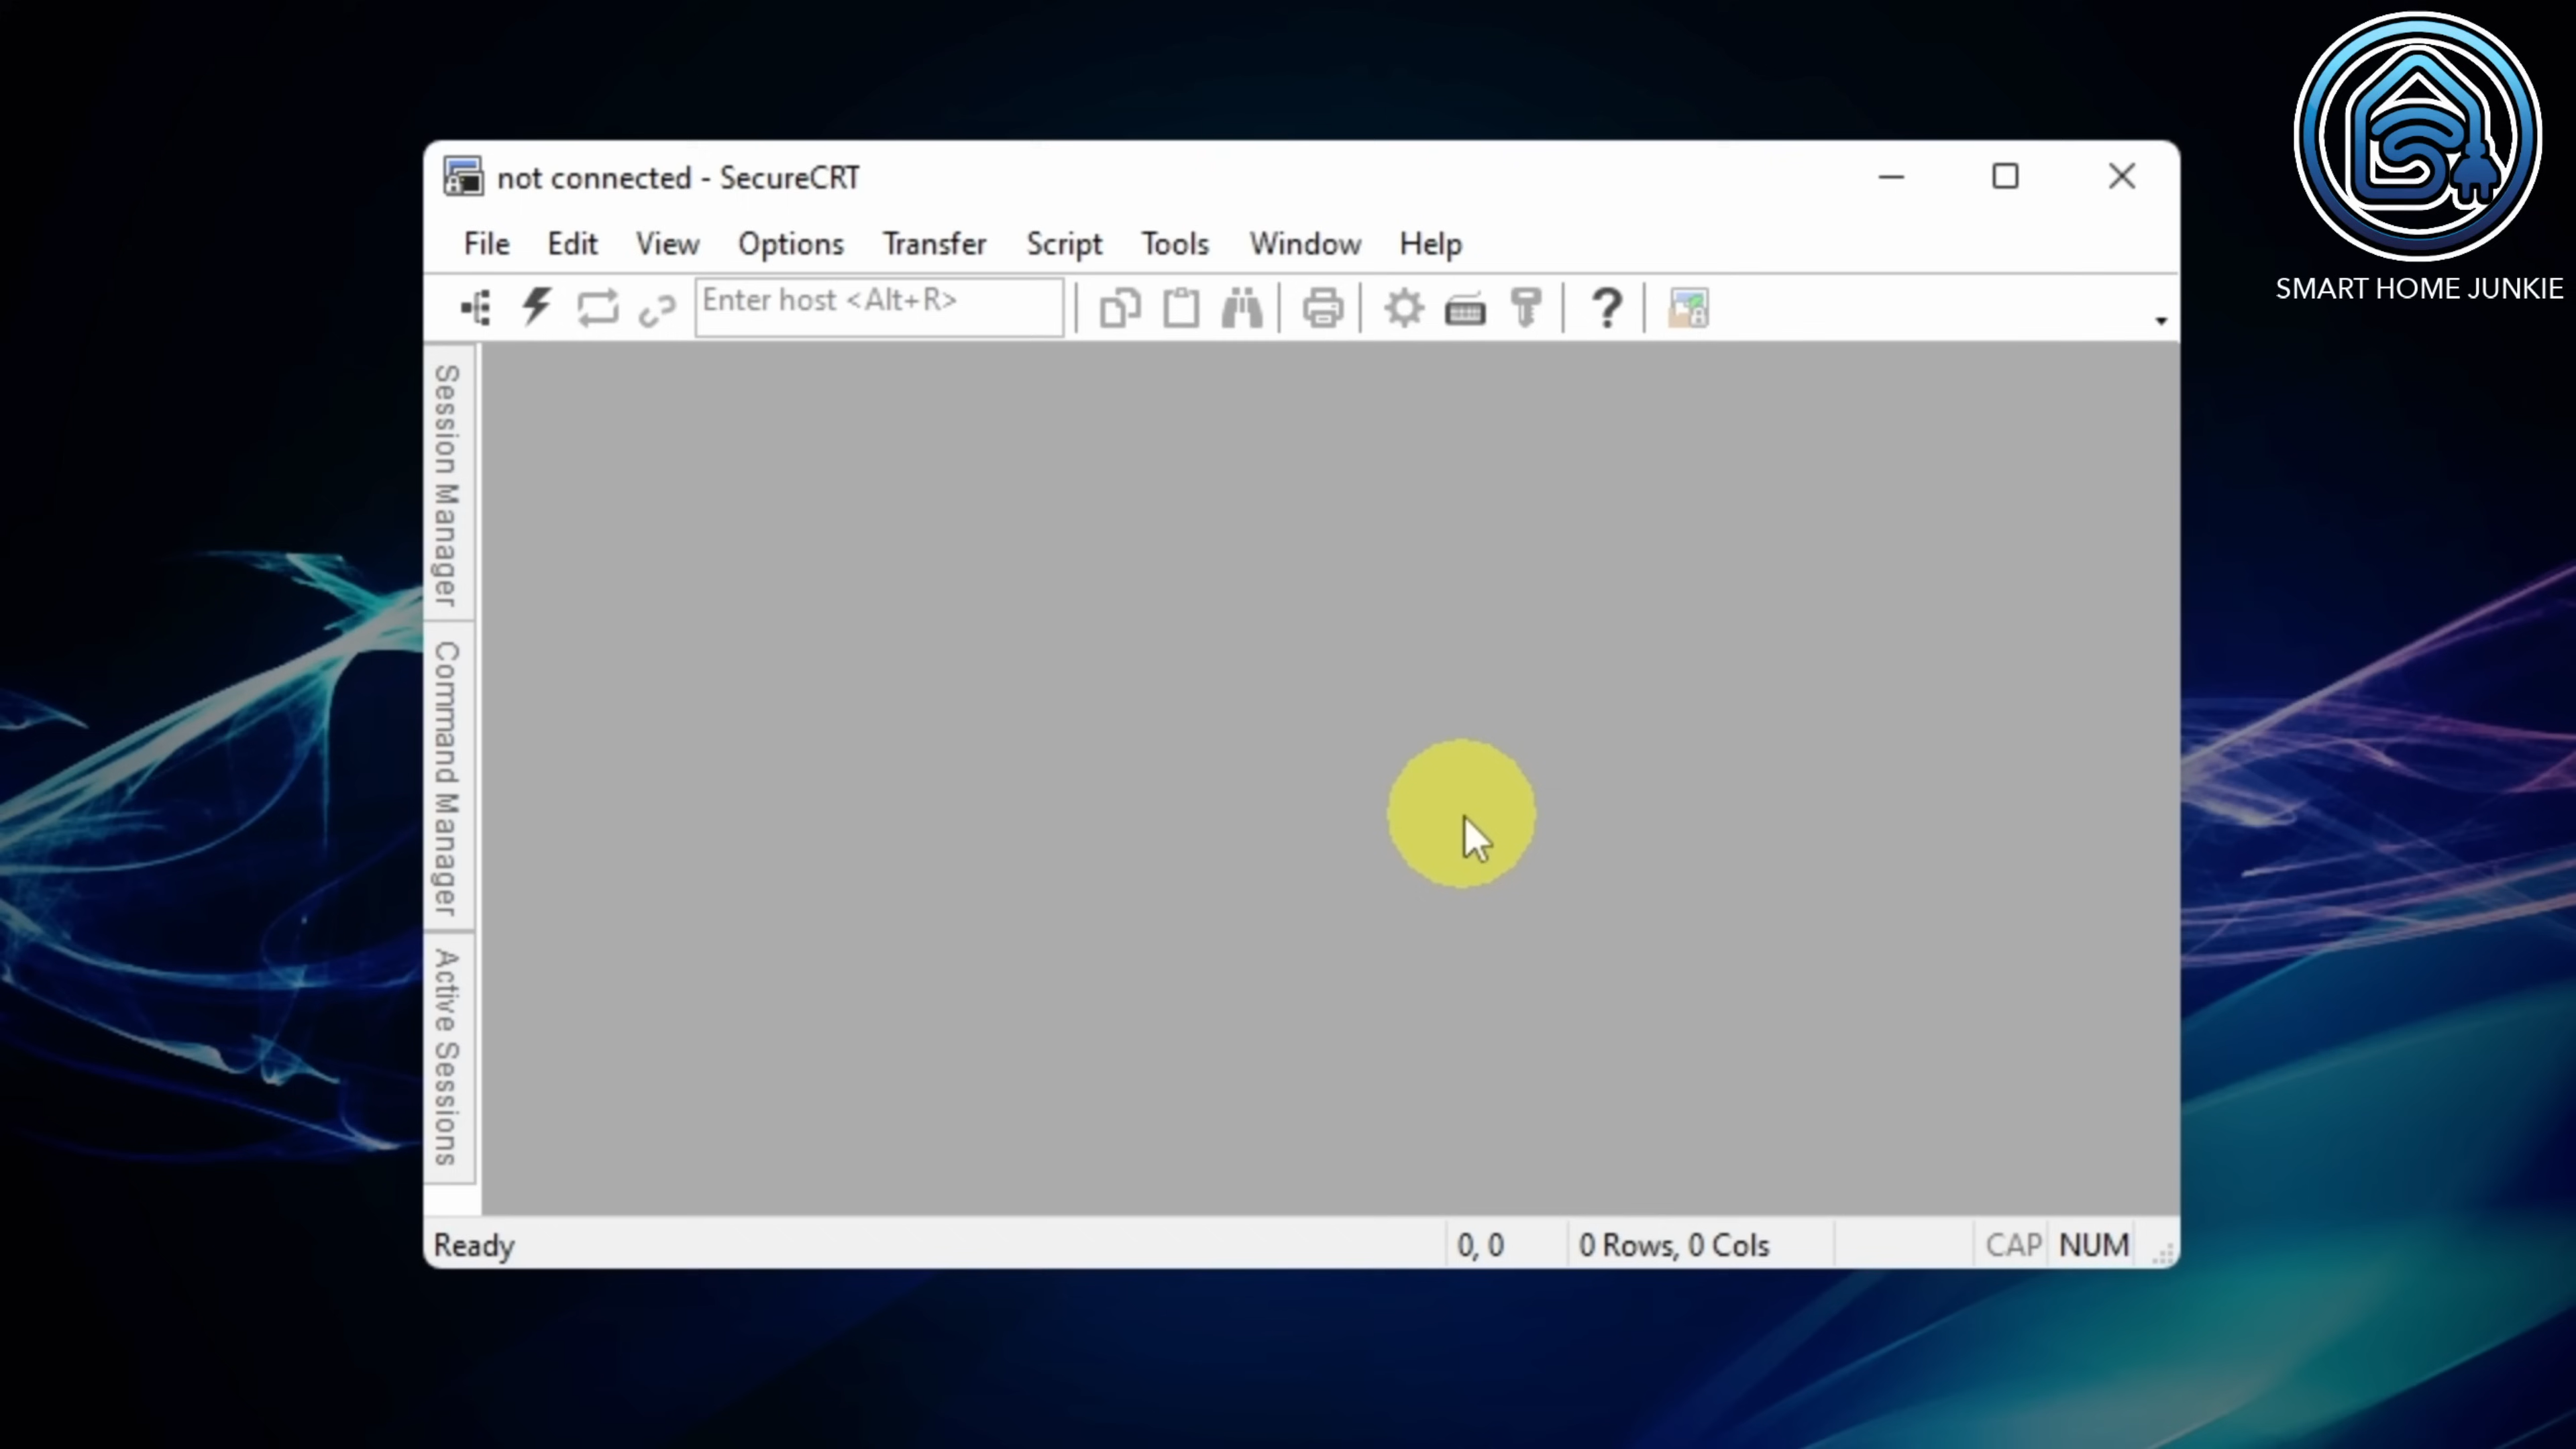 not connected - SecureCRT
SMART HOME JUNKIE
File Edit View Options Transfer Script Tools Window Help
Enter host <Alt+R>
Session Manager
Command Manager
Active Sessions
Ready 0, 0 0 Rows, 0 Cols CAP NUM